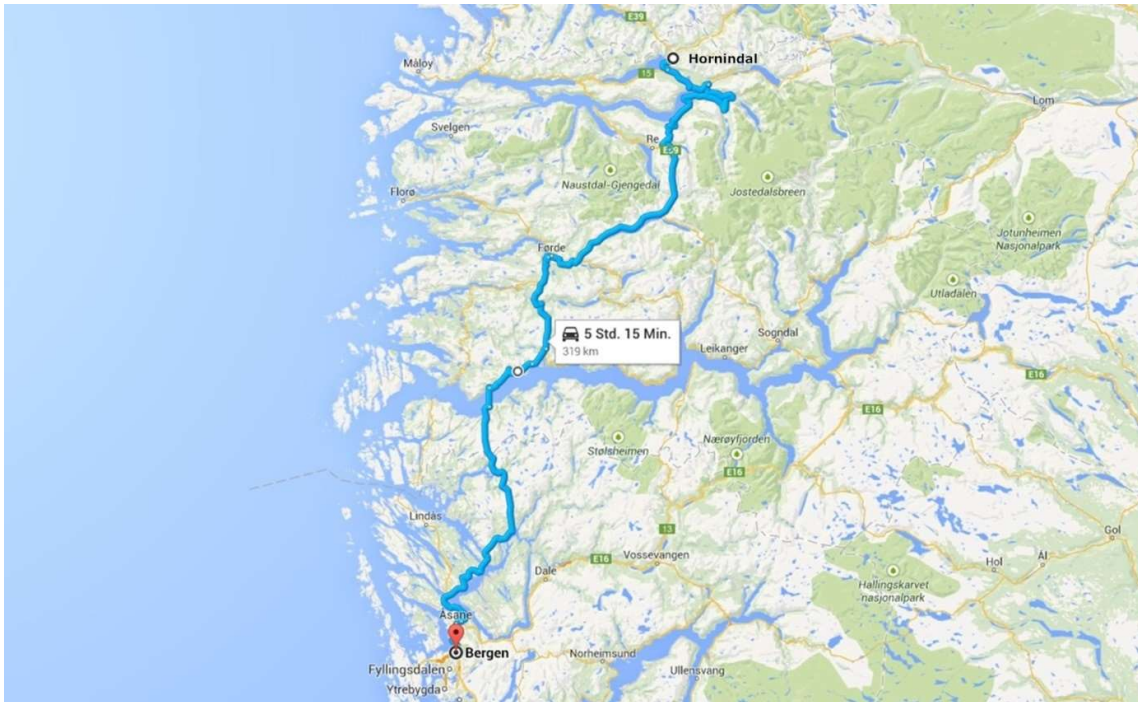 E39
Hornindal
Måløy
15
Lom
Svelgen
Re
E39
Naustdal-Gjengedal
Jostedalsbreen
Florø
Jotunheimen
Nasjonalpark
Førde
Utladalen
5 Std. 15 Min.
319 km
Sogndal
Leikanger
E16
E16
Stølsheimen
Nærøyfjorden
E16
Lindås
13
Gol
E16
Vossevangen
Ål
Hol
Dale
Hallingskarvet
nasjonalpark
Åsane
Bergen
Norheimsund
Fyllingsdalen
Ullensvang
Ytrebygda